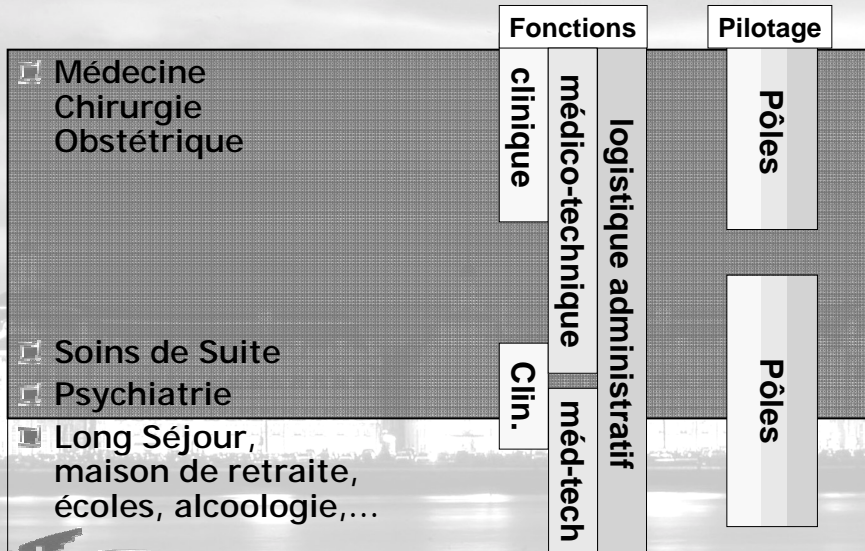 Fonctions
Pilotage
Médecine
Chirurgie
Obstétrique
clinique
médico-technique
logistique administratif
Pôles
Soins de Suite
Psychiatrie
Long Séjour,
maison de retraite,
écoles, alcoologie,...
Clin.
méd-tech
Pôles